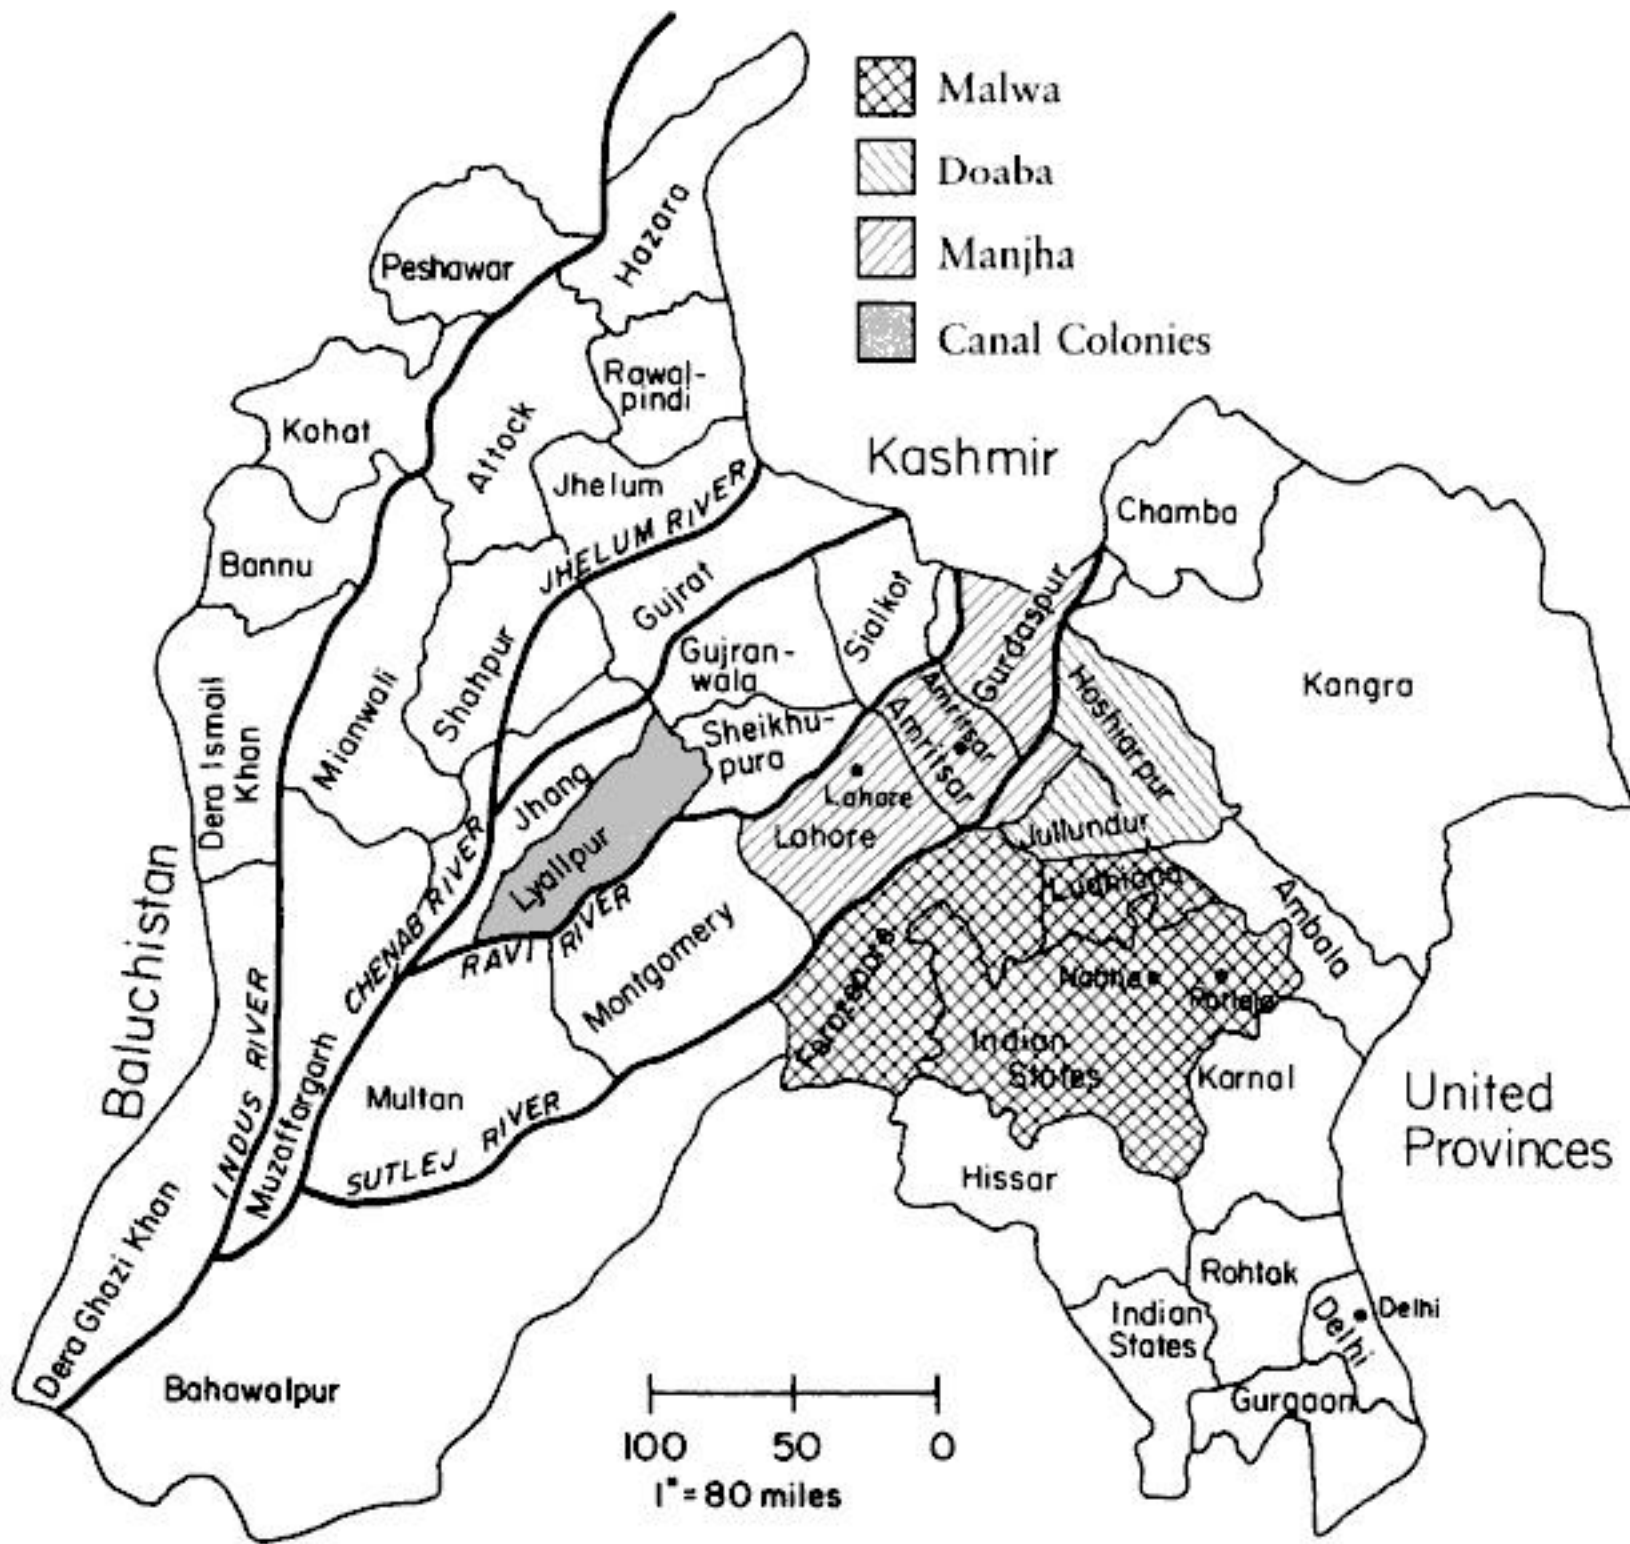 Malwa
Doaba
Manjha
Canal Colonies
Peshawar
Hazara
Rawal-
pindi
Kohat
Attock
Kashmir
Jhelum
JHELUM RIVER
Chamba
Bannu
Gujrat
Sialkot
Gurdaspur
Shahpur
Gujran-
wala
Kangra
Mianwali
Dera Ismail
Khan
Sheikhu-
pura
Amritsar
Amritsar
Hoshiarpur
Jhang
Lahore
Lahore
Jullundur
Lyallpur
Ludhiana
Ambala
Baluchistan
CHENAB RIVER
RAVI RIVER
Montgomery
Ferozepore
Nabha
Indian
States
INDUS RIVER
Muzaffargarh
Multan
Karnal
United
Provinces
SUTLEJ RIVER
Hissar
Dera Ghazi Khan
Rohtak
Indian
States
Delhi
Delhi
Bahawalpur
Gurgaon
100 50 0
1" = 80 miles